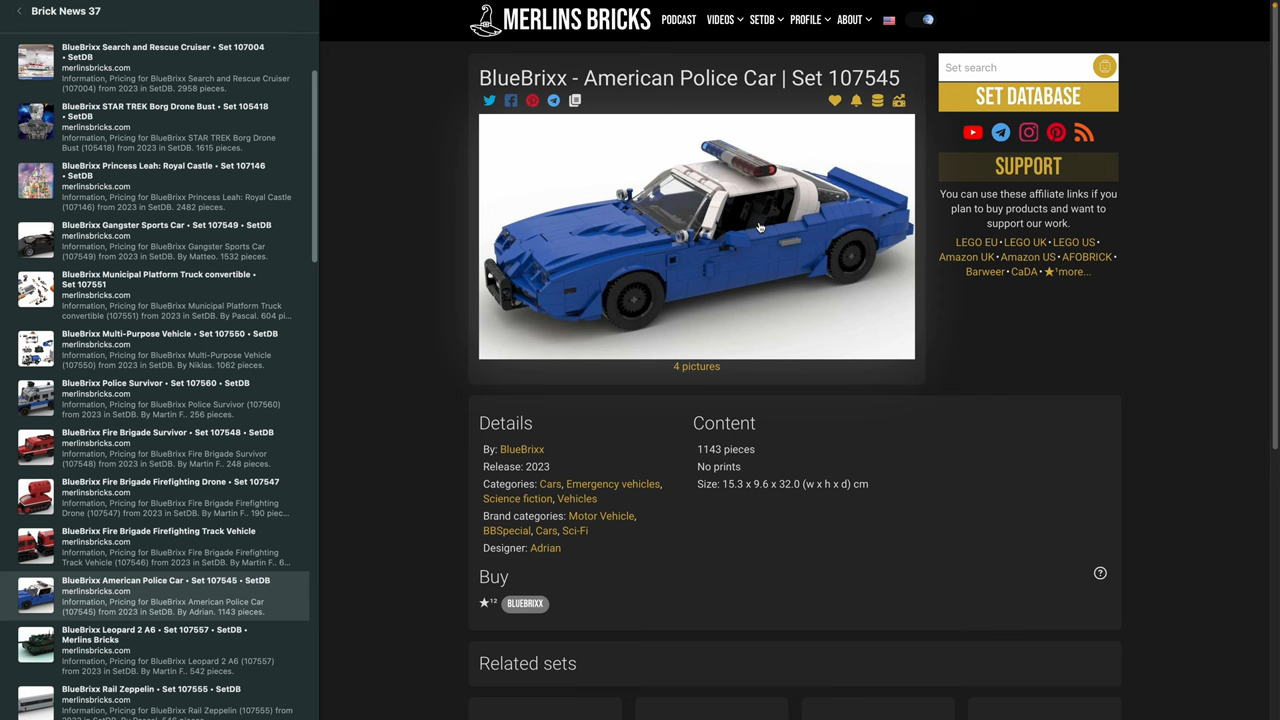 Brick News 37
BlueBrixx Search and Rescue Cruiser • Set 107004
• SetDB
merlinsbricks.com
Information, Pricing for BlueBrixx Search and Rescue Cruiser
(107004) from 2023 in SetDB. 2958 pieces.
BlueBrixx STAR TREK Borg Drone Bust • Set 105418
• SetDB
merlinsbricks.com
Information, Pricing for BlueBrixx STAR TREK Borg Drone
Bust (105418) from 2023 in SetDB. 1615 pieces.
BlueBrixx Princess Leah: Royal Castle • Set 107146
• SetDB
merlinsbricks.com
Information, Pricing for BlueBrixx Princess Leah: Royal Castle
(107146) from 2023 in SetDB. 2482 pieces.
BlueBrixx Gangster Sports Car • Set 107549 • SetDB
merlinsbricks.com
Information, Pricing for BlueBrixx Gangster Sports Car
(107549) from 2023 in SetDB. By Matteo. 1532 pieces.
BlueBrixx Municipal Platform Truck convertible •
Set 107551
merlinsbricks.com
Information, Pricing for BlueBrixx Municipal Platform Truck
convertible (107551) from 2023 in SetDB. By Pascal. 604 pi...
BlueBrixx Multi-Purpose Vehicle • Set 107550 • SetDB
merlinsbricks.com
Information, Pricing for BlueBrixx Multi-Purpose Vehicle
(107550) from 2023 in SetDB. By Niklas. 1062 pieces.
BlueBrixx Police Survivor • Set 107560 • SetDB
merlinsbricks.com
Information, Pricing for BlueBrixx Police Survivor (107560)
from 2023 in SetDB. By Martin F.. 256 pieces.
BlueBrixx Fire Brigade Survivor • Set 107548 • SetDB
merlinsbricks.com
Information, Pricing for BlueBrixx Fire Brigade Survivor
(107548) from 2023 in SetDB. By Martin F.. 248 pieces.
BlueBrixx Fire Brigade Firefighting Drone • Set 107547
merlinsbricks.com
Information, Pricing for BlueBrixx Fire Brigade Firefighting
Drone (107547) from 2023 in SetDB. By Martin F.. 190 piec...
BlueBrixx Fire Brigade Firefighting Track Vehicle
merlinsbricks.com
Information, Pricing for BlueBrixx Fire Brigade Firefighting
Track Vehicle (107546) from 2023 in SetDB. By Martin F.. 6...
BlueBrixx American Police Car • Set 107545 • SetDB
merlinsbricks.com
Information, Pricing for BlueBrixx American Police Car
(107545) from 2023 in SetDB. By Adrian. 1143 pieces.
BlueBrixx Leopard 2 A6 • Set 107557 • SetDB •
Merlins Bricks
merlinsbricks.com
Information, Pricing for BlueBrixx Leopard 2 A6 (107557)
from 2023 in SetDB. By Martin F.. 542 pieces.
BlueBrixx Rail Zeppelin • Set 107555 • SetDB
merlinsbricks.com
Information, Pricing for BlueBrixx Rail Zeppelin (107555) from
MERLINS BRICKS
PODCAST VIDEOS SETDB PROFILE ABOUT
BlueBrixx - American Police Car | Set 107545
4 pictures
Details
By: BlueBrixx
Release: 2023
Categories: Cars, Emergency vehicles,
Science fiction, Vehicles
Brand categories: Motor Vehicle,
BBSpecial, Cars, Sci-Fi
Designer: Adrian
Content
1143 pieces
No prints
Size: 15.3 x 9.6 x 32.0 (w x h x d) cm
Buy
★12 BLUEBRIXX
Related sets
Set search
SET DATABASE
SUPPORT
You can use these affiliate links if you
plan to buy products and want to
support our work.
LEGO EU • LEGO UK • LEGO US •
Amazon UK • Amazon US • AFOBRICK •
Barweer • CaDA • ★¹more...